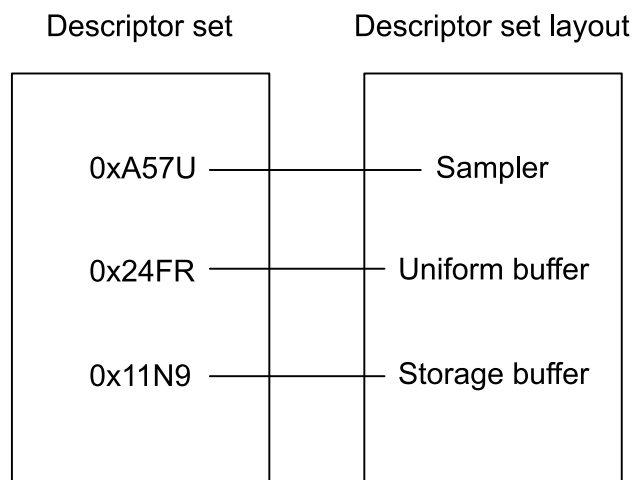 Descriptor set
Descriptor set layout
0xA57U
Sampler
0x24FR
Uniform buffer
0x11N9
Storage buffer